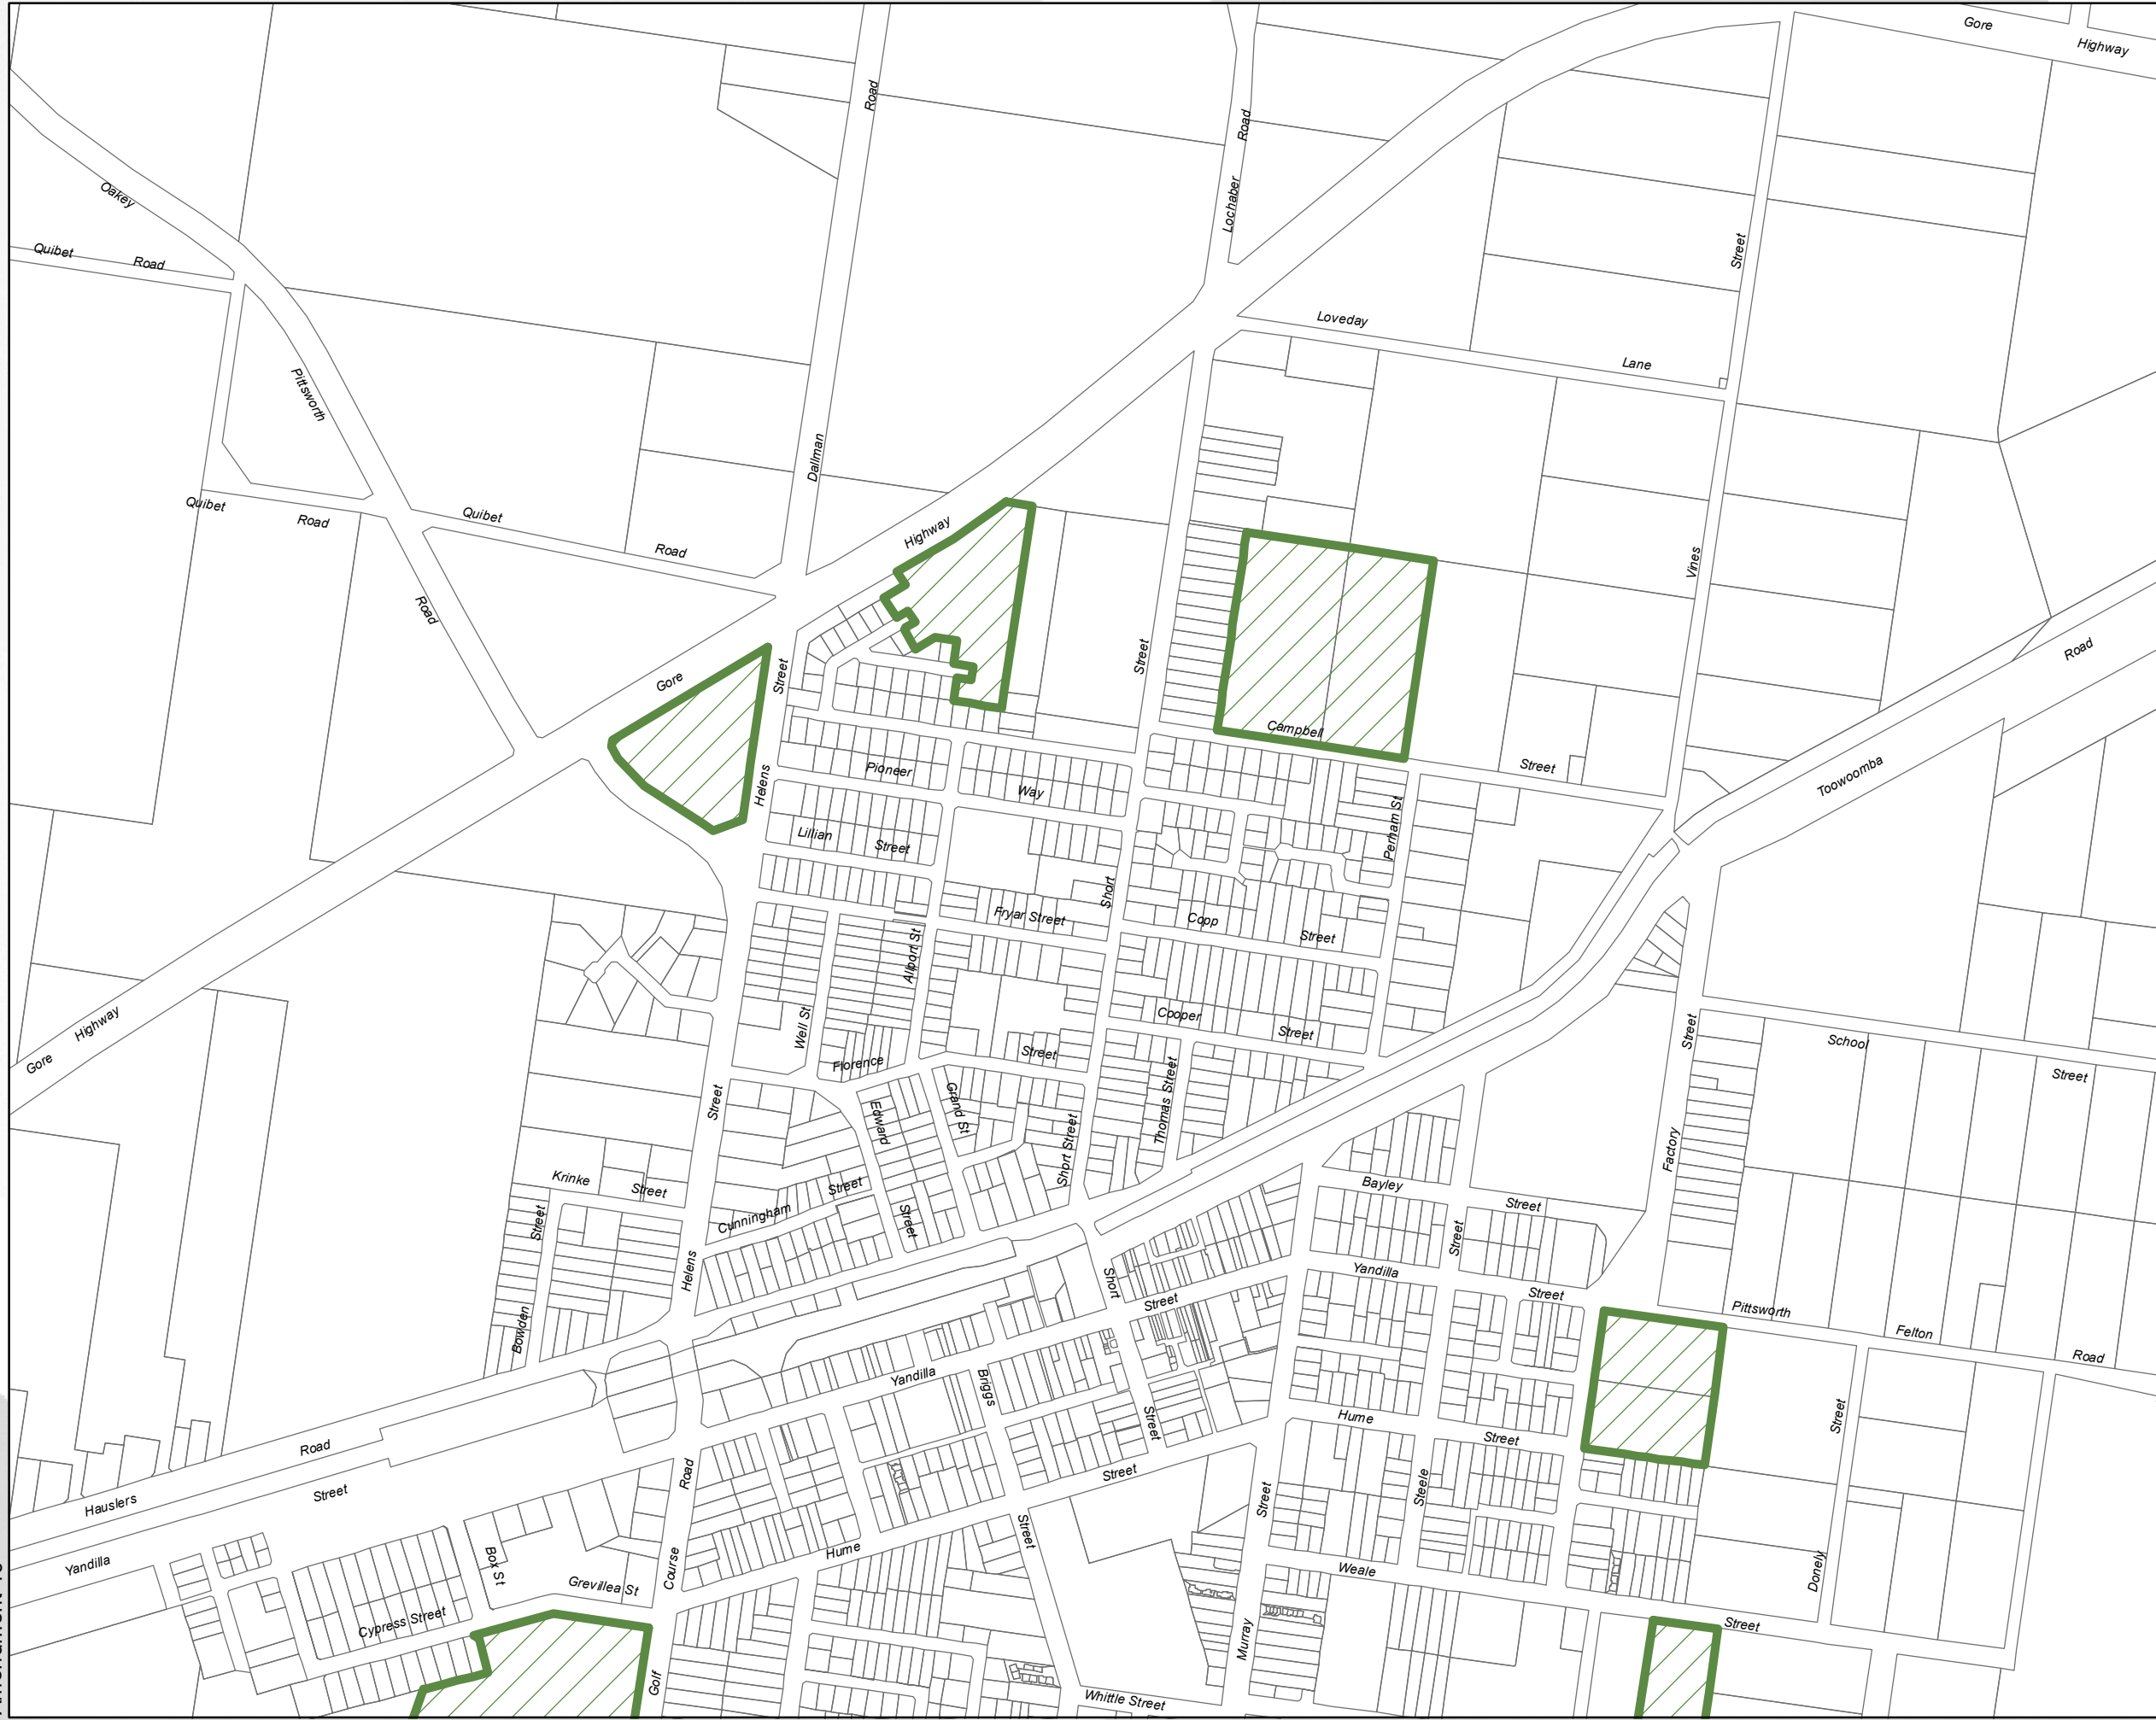 Gore
Highway
Road
Road
Oakey
Lochaber
Quibet
Road
Street
Loveday
Lane
Pittsworth
Dallman
Quibet
Road
Quibet
Road
Highway
Vines
Road
Street
Street
Gore
Road
Campbell
Street
Toowoomba
Pioneer
Way
Helens
Lillian
Street
Perham St
Short
Fryar Street
Copp
Street
Allport St
Highway
Gore
Well St
Cooper
Street
Street
Florence
Street
School
Street
Street
Edward
Grand St
Thomas Street
Short Street
Factory
Krinke
Street
Street
Cunningham
Street
Street
Bayley
Street
Street
Helens
Short
Yandilla
Street
Street
Pittsworth
Felton
Road
Bowden
Yandilla
Briggs
Street
Hume
Street
Street
Road
Street
Road
Street
Steele
Street
Hauslers
Street
Yandilla
Box St
Course
Hume
Street
Weale
Donely
Grevillea St
Cypress Street
Golf
Murray
Street
Whittle Street